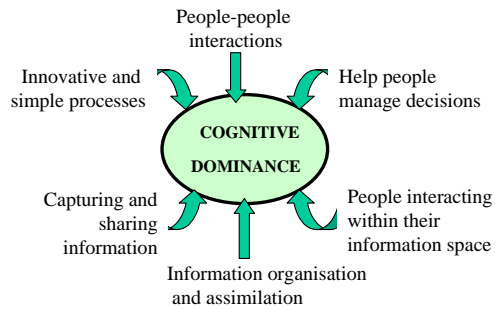 People-people
interactions
Innovative and
simple processes
Help people
manage decisions
COGNITIVE
DOMINANCE
Capturing and
sharing
information
People interacting
within their
information space
Information organisation
and assimilation